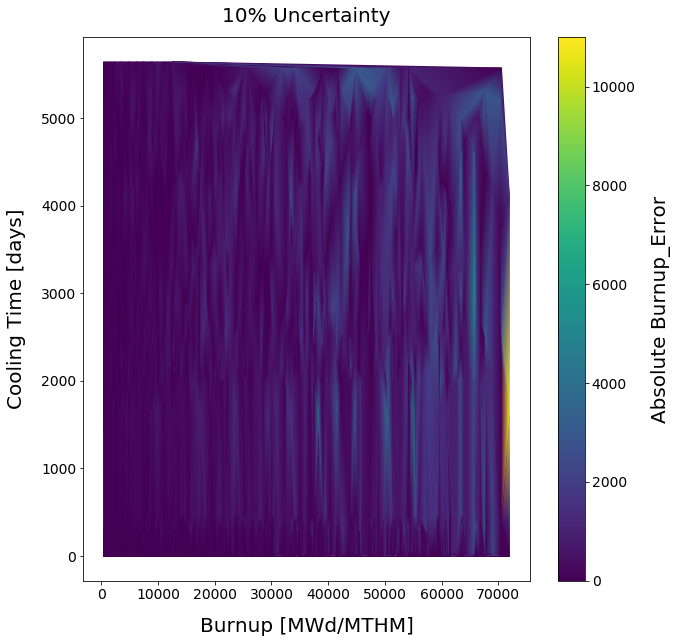 10% Uncertainty
5000
4000
3000
2000
1000
0
Cooling Time [days]
0 10000 20000 30000 40000 50000 60000 70000
Burnup [MWd/MTHM]
10000
8000
6000
4000
2000
0
Absolute Burnup_Error